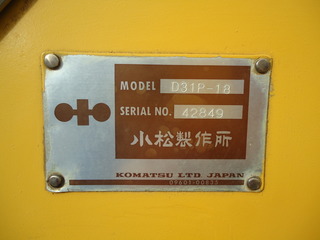 MODEL D31P-18
SERIAL NO. 42849
小松製作所
KOMATSU LTD JAPAN